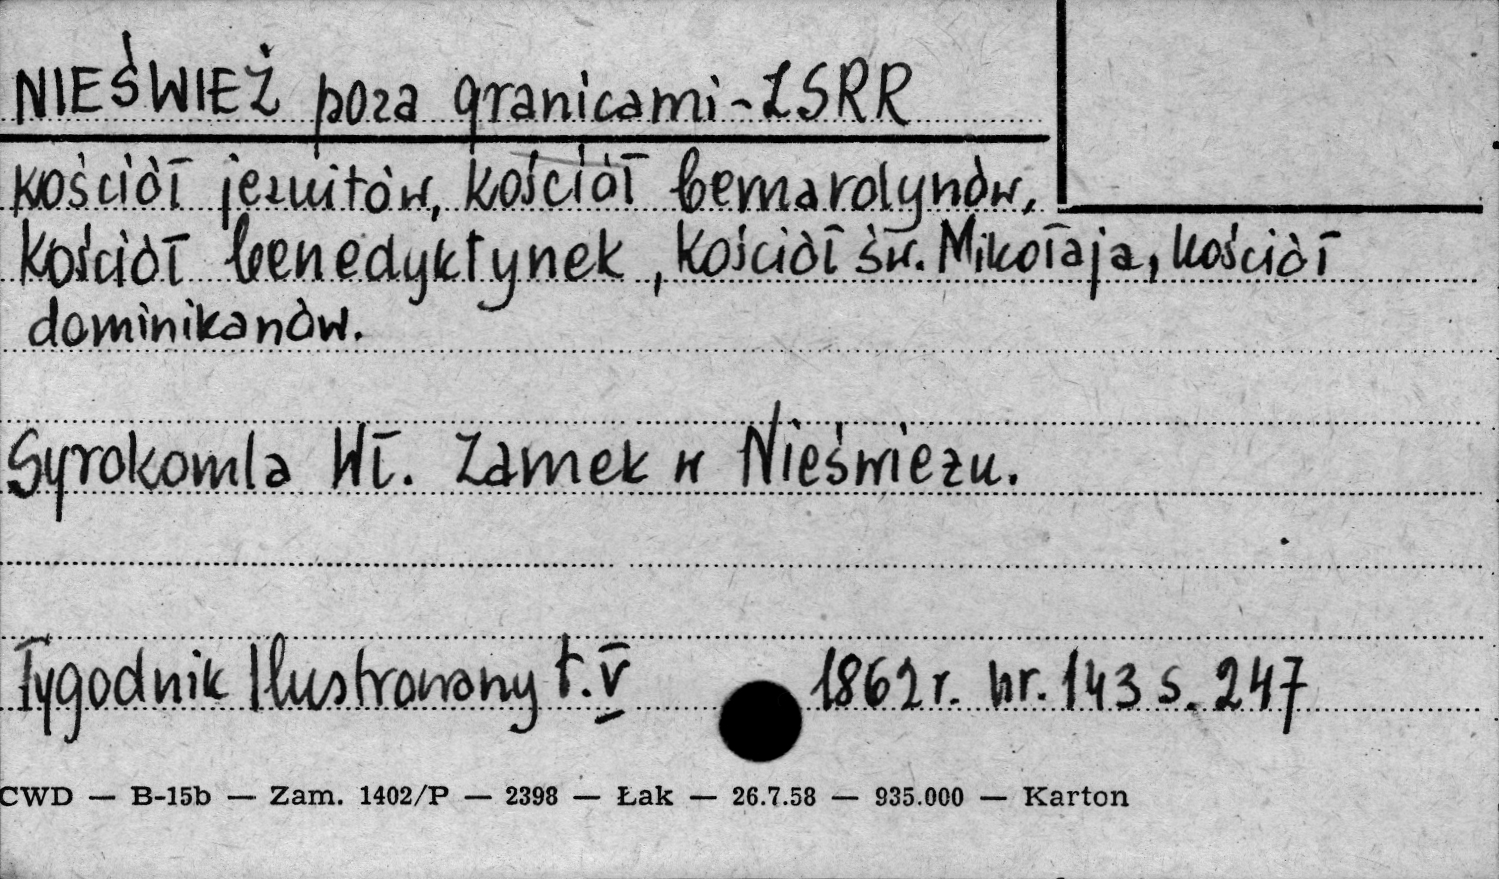 NIEŚWIEŻ poza granicami-ZSRR
kościół jezuitów, kościół bernardynów,
kościół benedyktynek, kościół św. Mikołaja, kościół
dominikanów.
Syrokomla Wł. Zamek w Nieświezu.
Tygodnik Ilustrowany t. V 1862 r. nr. 143 s. 247
CWD — B-15b — Zam. 1402/P — 2398 — Łak — 26.7.58 — 935.000 — Karton